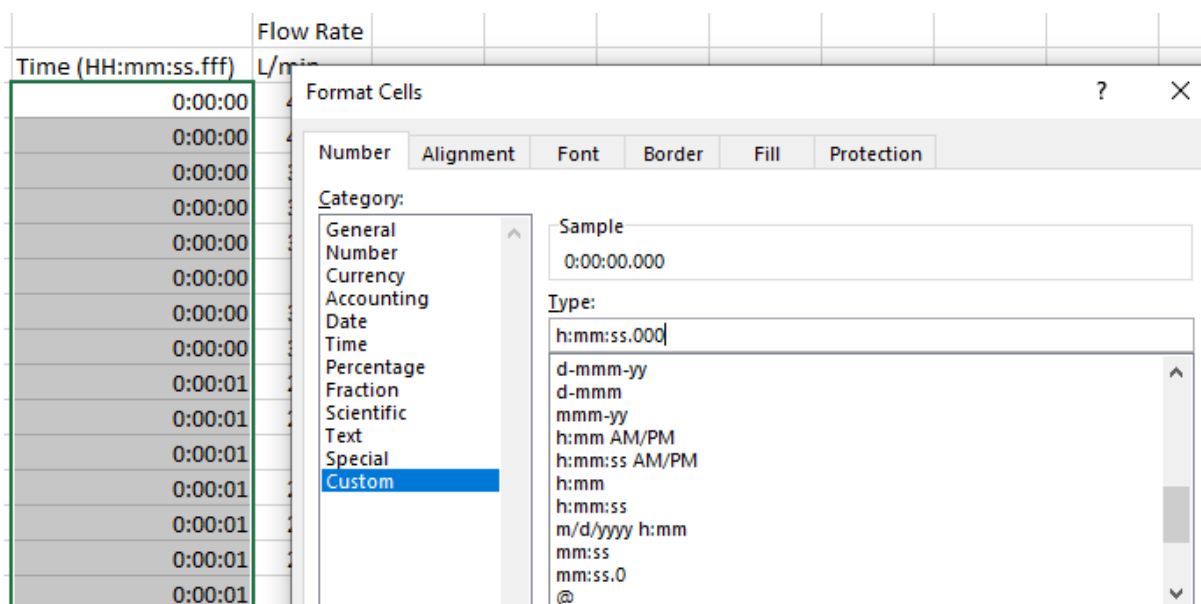 Flow Rate
Time (HH:mm:ss.fff) L/min
0:00:00
0:00:00
0:00:00
0:00:00
0:00:00
0:00:00
0:00:00
0:00:00
0:00:01
0:00:01
0:00:01
0:00:01
0:00:01
0:00:01
0:00:01
Format Cells
? ×
Number Alignment Font Border Fill Protection
Category:
General
Number
Currency
Accounting
Date
Time
Percentage
Fraction
Scientific
Text
Special
Custom
Sample
0:00:00.000
Type:
h:mm:ss.000
d-mmm-yy
d-mmm
mmm-yy
h:mm AM/PM
h:mm:ss AM/PM
h:mm
h:mm:ss
m/d/yyyy h:mm
mm:ss
mm:ss.0
@